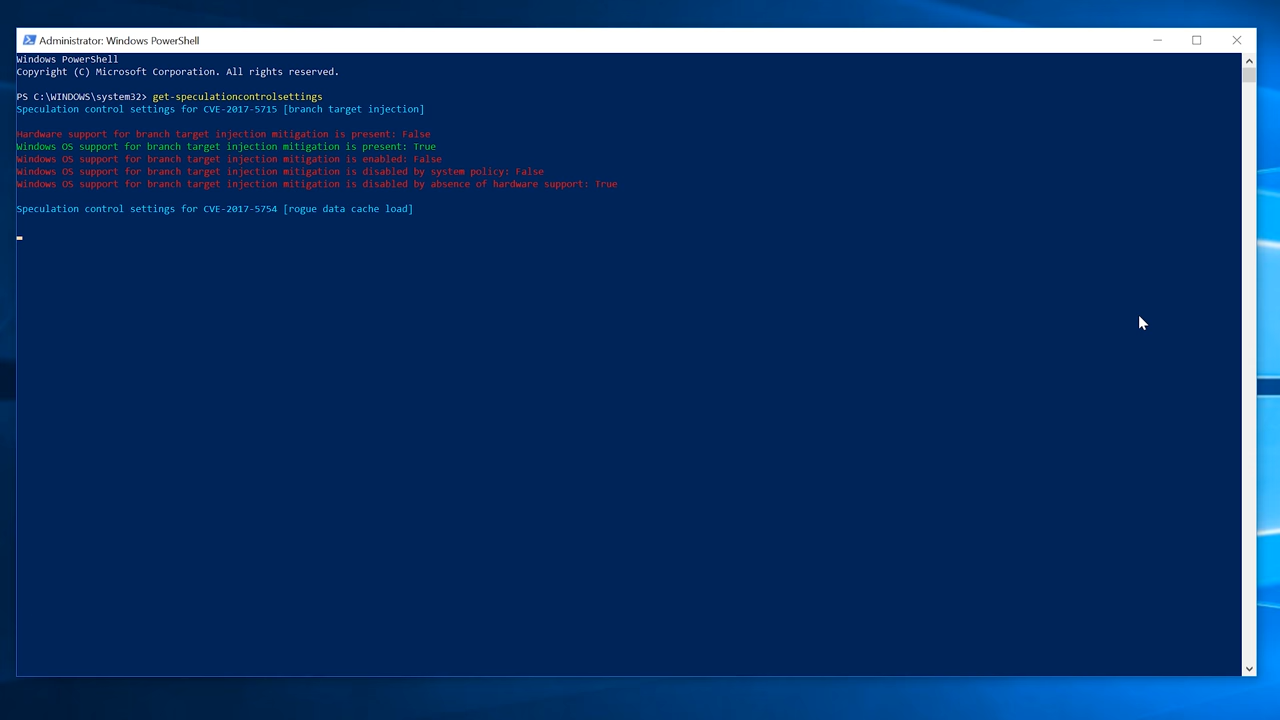 Administrator: Windows PowerShell
Windows PowerShell
Copyright (C) Microsoft Corporation. All rights reserved.
PS C:\WINDOWS\system32> get-speculationcontrolsettings
Speculation control settings for CVE-2017-5715 [branch target injection]
Hardware support for branch target injection mitigation is present: False
Windows OS support for branch target injection mitigation is present: True
Windows OS support for branch target injection mitigation is enabled: False
Windows OS support for branch target injection mitigation is disabled by system policy: False
Windows OS support for branch target injection mitigation is disabled by absence of hardware support: True
Speculation control settings for CVE-2017-5754 [rogue data cache load]